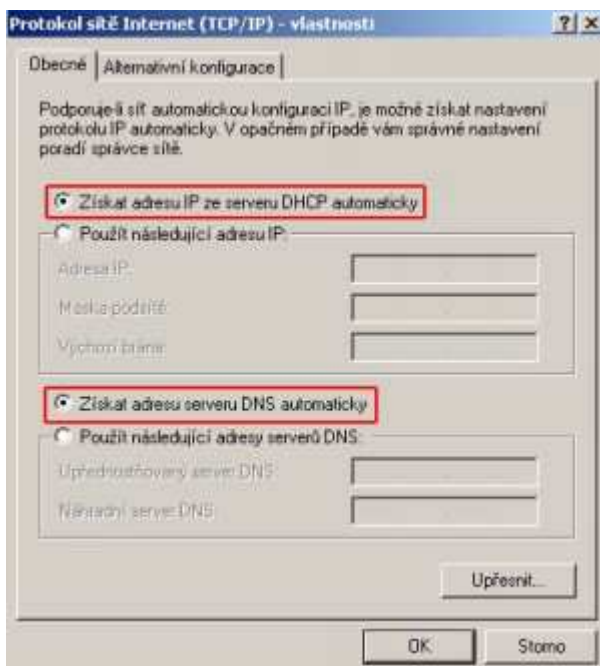 Protokol sítě Internet (TCP/IP) - vlastnosti
Obecné
Alternativní konfigurace
Podporuje-li síť automatickou konfiguraci IP, je možné získat nastavení
protokolu IP automaticky. V opačném případě vám správné nastavení
poradí správce sítě.
Získat adresu IP ze serveru DHCP automaticky
Použít následující adresu IP:
Adresa IP:
Maska podsítě:
Výchozí brána:
Získat adresu serveru DNS automaticky
Použít následující adresy serverů DNS:
Upřednostňovaný server DNS:
Náhradní server DNS:
Upřesnit...
OK
Storno